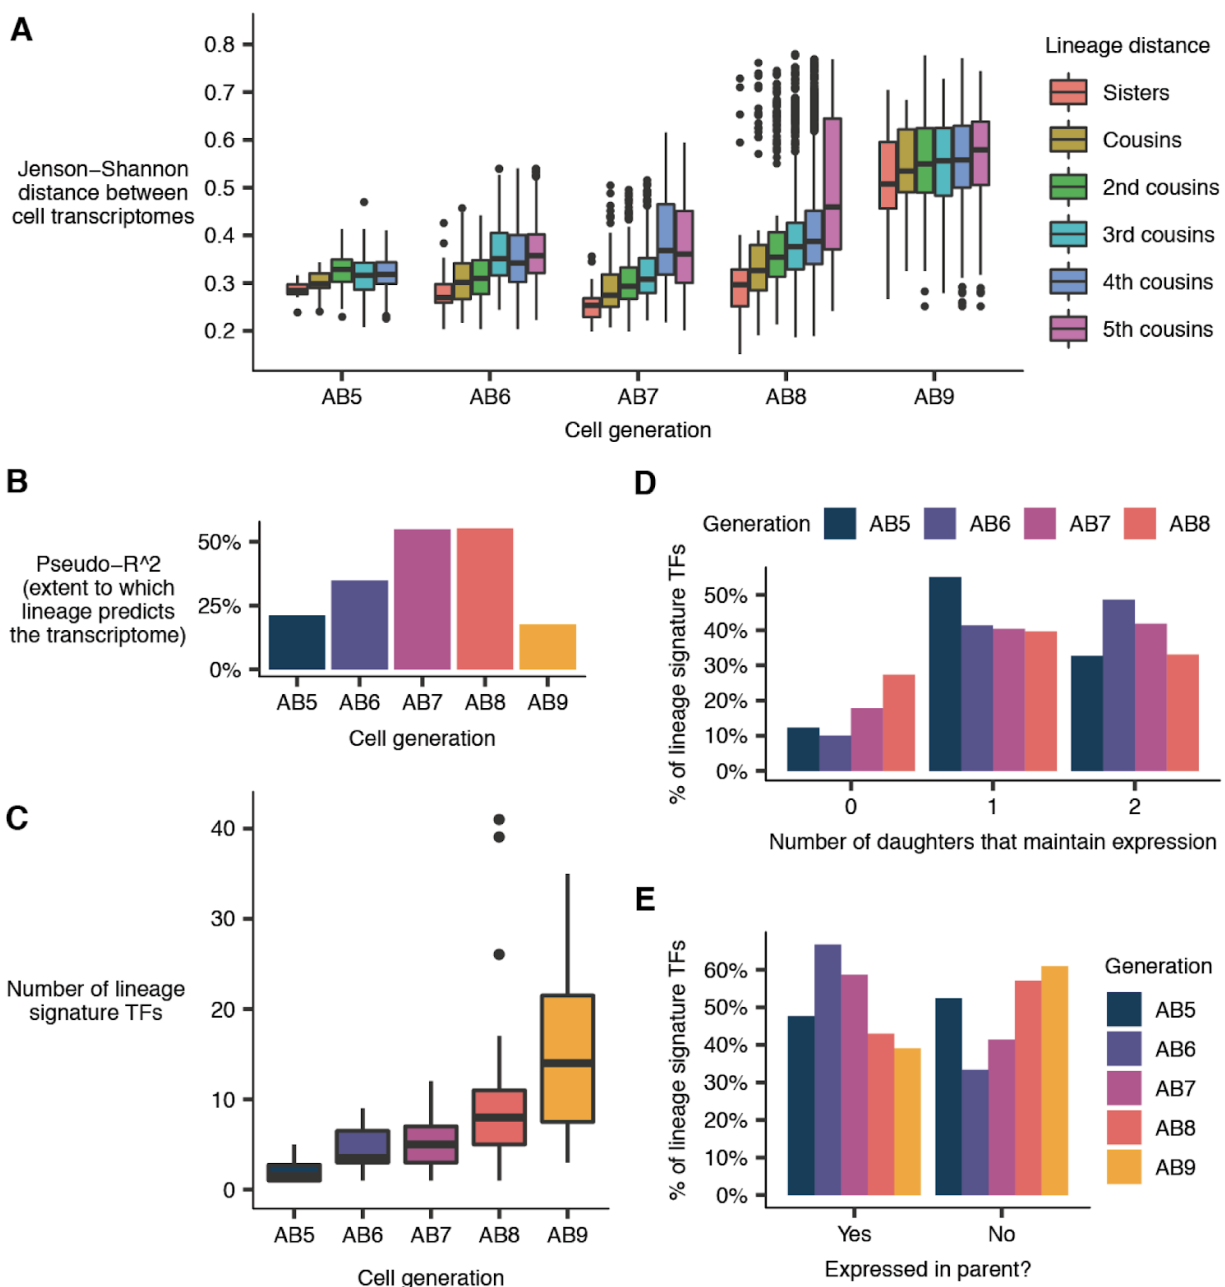 A
Jenson–Shannon
distance between
cell transcriptomes
0.8
0.7
0.6
0.5
0.4
0.3
0.2
AB5 AB6 AB7 AB8 AB9
Cell generation
Lineage distance
Sisters
Cousins
2nd cousins
3rd cousins
4th cousins
5th cousins
B
Pseudo–R^2
(extent to which
lineage predicts
the transcriptome)
50%
25%
0%
AB5 AB6 AB7 AB8 AB9
Cell generation
C
Number of lineage
signature TFs
40
30
20
10
0
AB5 AB6 AB7 AB8 AB9
Cell generation
D
Generation AB5 AB6 AB7 AB8
% of lineage signature TFs
50%
40%
30%
20%
10%
0%
0 1 2
Number of daughters that maintain expression
E
% of lineage signature TFs
60%
50%
40%
30%
20%
10%
0%
Yes No
Expressed in parent?
Generation
AB5
AB6
AB7
AB8
AB9